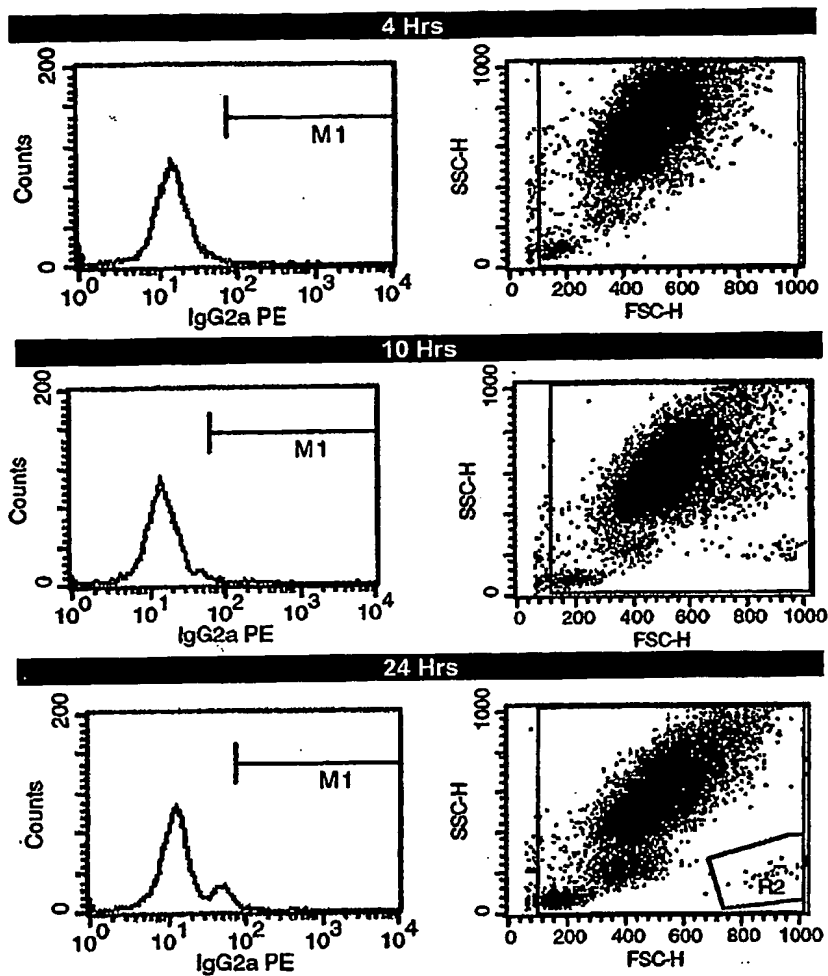 4 Hrs
200
Counts
0
M1
10^0 10^1 10^2 10^3 10^4
IgG2a PE
1000
SSC-H
0
0 200 400 600 800 1000
FSC-H
10 Hrs
200
Counts
0
M1
10^0 10^1 10^2 10^3 10^4
IgG2a PE
1000
SSC-H
0
0 200 400 600 800 1000
FSC-H
24 Hrs
200
Counts
0
M1
10^0 10^1 10^2 10^3 10^4
IgG2a PE
1000
SSC-H
0
R2
0 200 400 600 800 1000
FSC-H